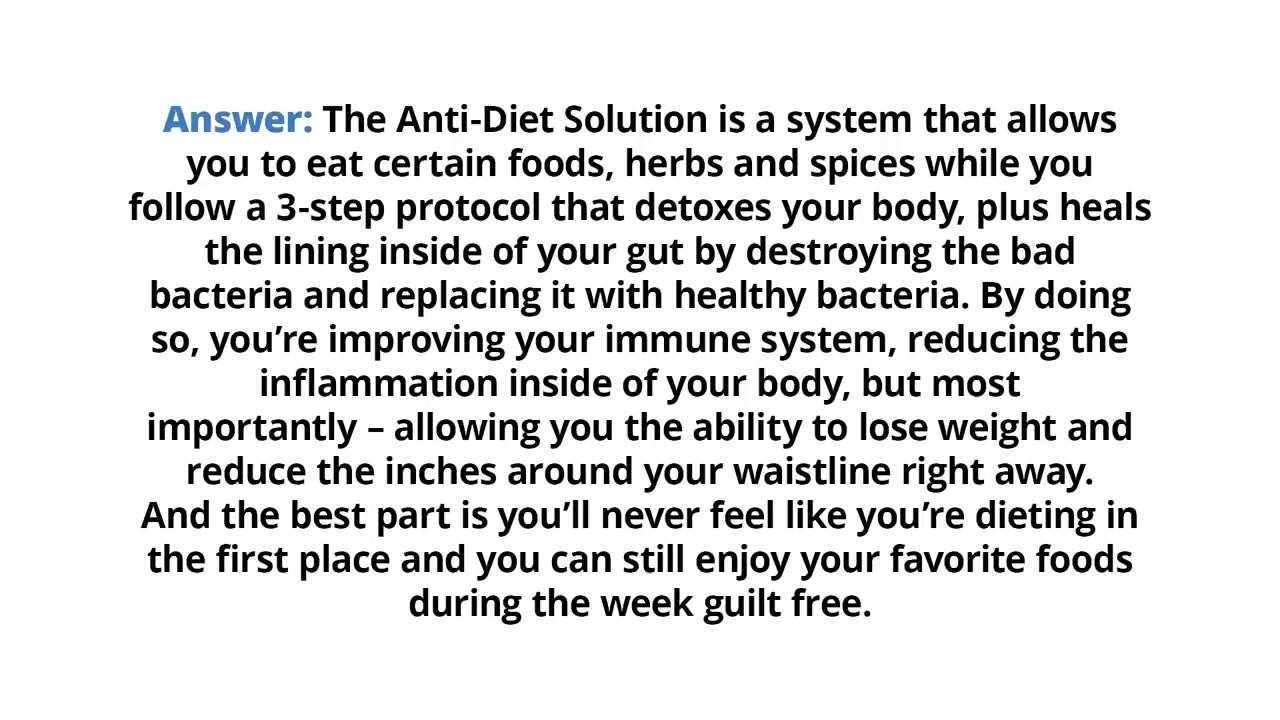 Answer: The Anti-Diet Solution is a system that allows
you to eat certain foods, herbs and spices while you
follow a 3-step protocol that detoxes your body, plus heals
the lining inside of your gut by destroying the bad
bacteria and replacing it with healthy bacteria. By doing
so, you’re improving your immune system, reducing the
inflammation inside of your body, but most
importantly – allowing you the ability to lose weight and
reduce the inches around your waistline right away.
And the best part is you’ll never feel like you’re dieting in
the first place and you can still enjoy your favorite foods
during the week guilt free.